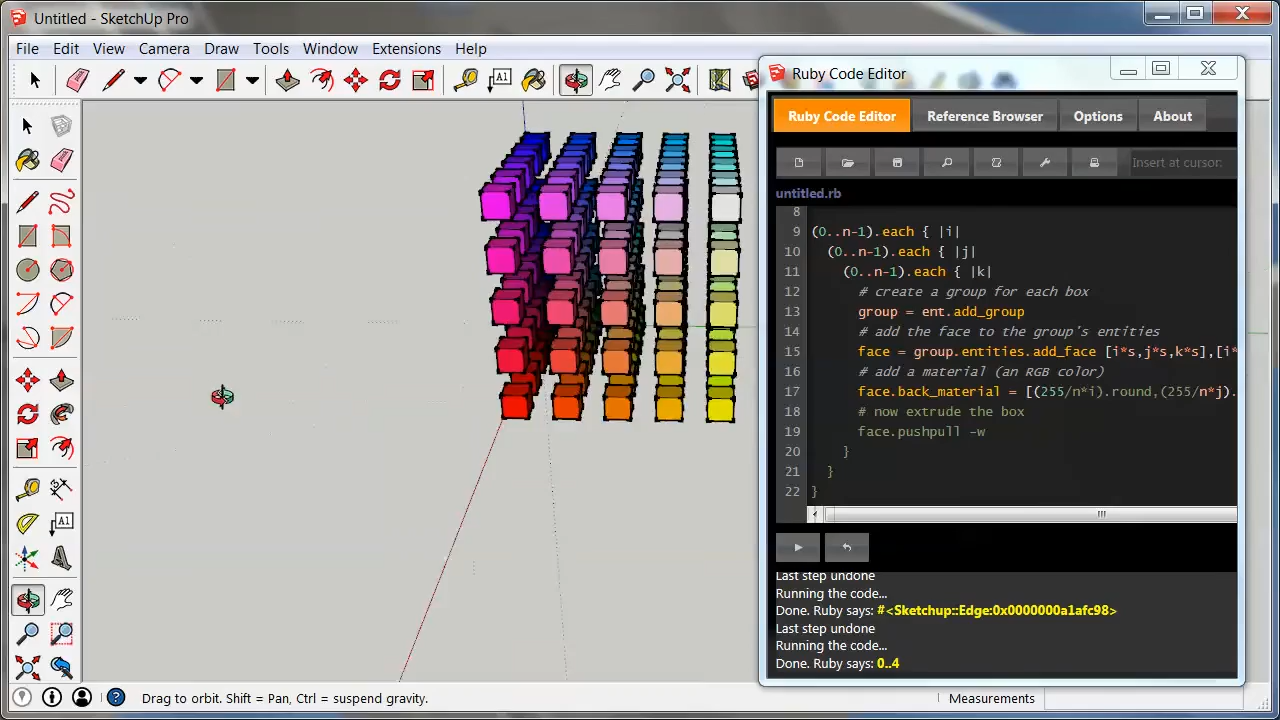 Untitled - SketchUp Pro
File Edit View Camera Draw Tools Window Extensions Help
A1
Ruby Code Editor
Ruby Code Editor Reference Browser Options About
Insert at cursor:
untitled.rb
8
9 (0..n-1).each { |i|
10 (0..n-1).each { |j|
11 (0..n-1).each { |k|
12 # create a group for each box
13 group = ent.add_group
14 # add the face to the group's entities
15 face = group.entities.add_face [i*s,j*s,k*s],[i*
16 # add a material (an RGB color)
17 face.back_material = [(255/n*i).round,(255/n*j).
18 # now extrude the box
19 face.pushpull -w
20 }
21 }
22 }
Last step undone
Running the code...
Done. Ruby says: #<Sketchup::Edge:0x0000000a1afc98>
Last step undone
Running the code...
Done. Ruby says: 0..4
A1
Drag to orbit. Shift = Pan, Ctrl = suspend gravity.
Measurements